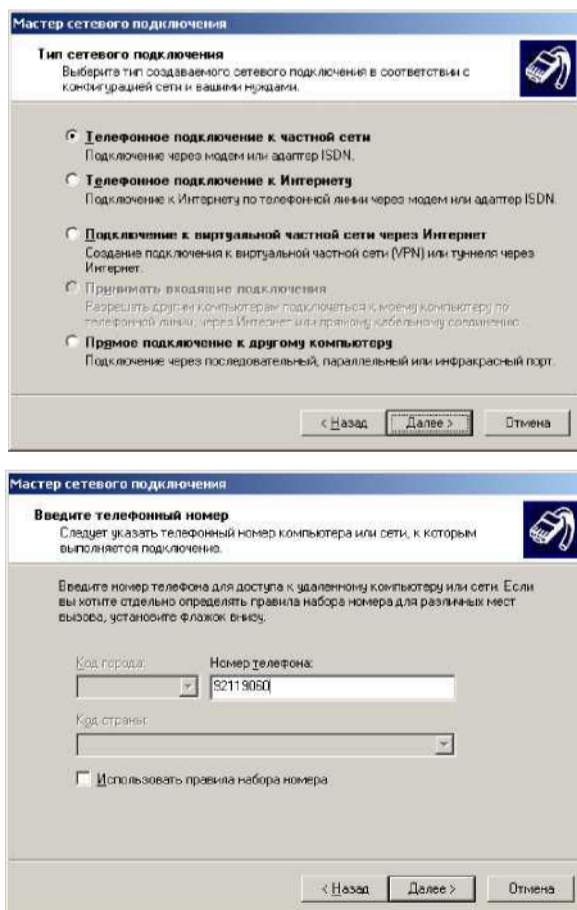 Мастер сетевого подключения
Тип сетевого подключения
Выберите тип создаваемого сетевого подключения в соответствии с
конфигурацией сети и вашими нуждами.
Телефонное подключение к частной сети
Подключение через модем или адаптер ISDN.
Телефонное подключение к Интернету
Подключение к Интернету по телефонной линии через модем или адаптер ISDN.
Подключение к виртуальной частной сети через Интернет
Создание подключения к виртуальной частной сети (VPN) или туннеля через
Интернет.
Принимать входящие подключения
Разрешать другим компьютерам подключаться к моему компьютеру по
телефонной линии, через Интернет или прямому кабельному соединению.
Прямое подключение к другому компьютеру
Подключение через последовательный, параллельный или инфракрасный порт.
< Назад Далее > Отмена
Мастер сетевого подключения
Введите телефонный номер
Следует указать телефонный номер компьютера или сети, к которым
выполняется подключение.
Введите номер телефона для доступа к удаленному компьютеру или сети. Если
вы хотите отдельно определять правила набора номера для различных мест
вызова, установите флажок внизу.
Код города: Номер телефона:
92119060
Код страны:
Использовать правила набора номера
< Назад Далее > Отмена